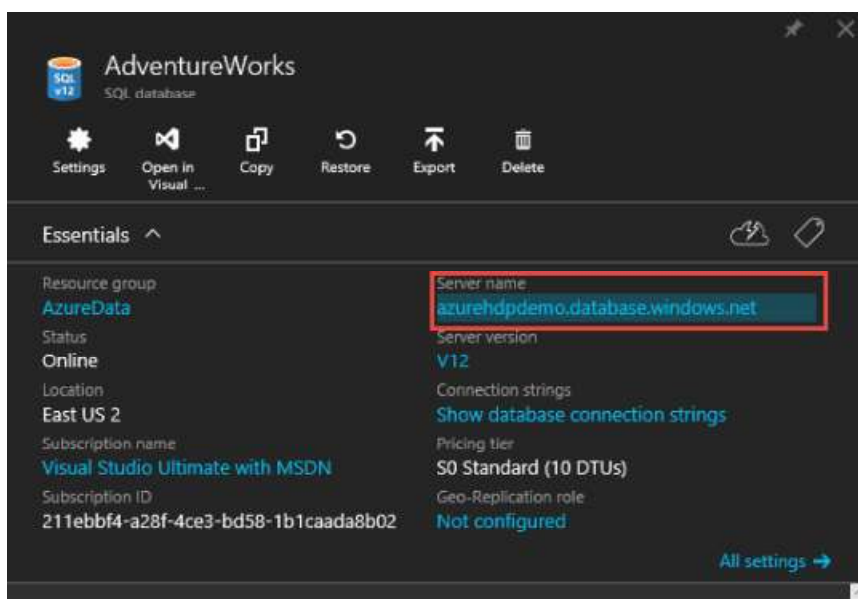 AdventureWorks
SQL database
SQL
v12
Settings
Open in
Visual ...
Copy
Restore
Export
Delete
Essentials
Resource group
AzureData
Status
Online
Location
East US 2
Subscription name
Visual Studio Ultimate with MSDN
Subscription ID
211ebbf4-a28f-4ce3-bd58-1b1caada8b02
Server name
azurehdpdemo.database.windows.net
Server version
V12
Connection strings
Show database connection strings
Pricing tier
S0 Standard (10 DTUs)
Geo-Replication role
Not configured
All settings